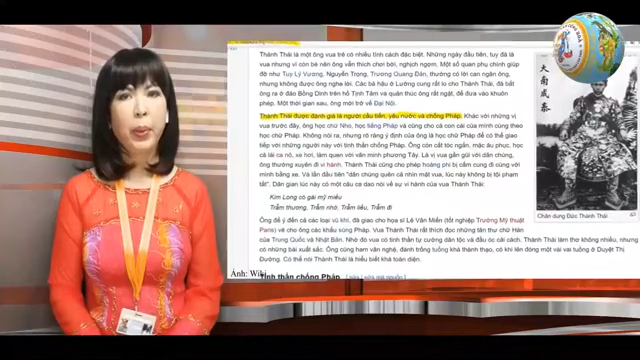 Thành Thái là một ông vua trẻ có nhiều tính cách đặc biệt. Những ngày đầu tiên, tuy đã là
vua nhưng vì còn bé nên ông vẫn thích chơi bời, nghịch ngợm. Một số quan phụ chính giúp
đỡ như Tuy Lý Vương, Nguyễn Trọng, Trương Quang Đản, thường có lời can ngăn ông,
nhưng không được ông nghe lời. Các bà hậu ở Lưỡng cung rất lo cho Thành Thái, đã bắt
ông ra ở đảo Bồng Dinh trên hồ Tịnh Tâm và quản thúc ông rất ngặt, để đưa vào khuôn
phép. Một thời gian sau, ông mới trở về Đại Nội.
Thành Thái được đánh giá là người cầu tiến, yêu nước và chống Pháp. Khác với những vị
vua trước đây, ông học chữ Nho, học tiếng Pháp và cũng cho cả con cái của mình cùng theo
học chữ Pháp. Không nói ra, nhưng rõ ràng ý định của ông là học chữ Pháp để có thể giao
tiếp với những người này với tinh thần chống Pháp. Ông còn cắt tóc ngắn, mặc âu phục, học
cả lái ca nô, xe hơi, làm quen với văn minh phương Tây. Là vị vua gần gũi với dân chúng,
ông thường xuyên đi vi hành. Thành Thái cũng cho phép hoàng phi bị cấm cung đi cùng với
mình bằng xe. Và lần đầu tiên "dân chúng quên cả nhìn mặt vua, lúc này không bị tội phạm
tất". Dân gian lúc này có một câu ca dao nói về sự vi hành của vua Thành Thái:
Kim Long có gái mỹ miều
Trẫm thương, Trẫm nhớ, Trẫm liều, Trẫm đi
Ông để ý đến cả các loại vũ khí, đã giao cho họa sĩ Lê Văn Miến (tốt nghiệp Trường Mỹ thuật
Paris) vẽ cho ông các khẩu súng Pháp. Vua Thành Thái rất thích đọc những tân thư chữ Hán
của Trung Quốc và Nhật Bản. Nhờ đó vua có tinh thần tự cường dân tộc và đầu óc cải cách. Thành Thái làm thơ không nhiều, nhưng
có những bài xuất sắc. Ông cũng ham văn nghệ, đánh trống tuồng khá thành thạo, có khi lên đóng một vài vai tuồng ở Duyệt Thị
Đường. Có thể nói Thành Thái là hiểu biết khá toàn diện.
Tinh thần chống Pháp [sửa | sửa mã nguồn]
Ảnh: Wiki
大南成泰
Chân dung Đức Thành Thái